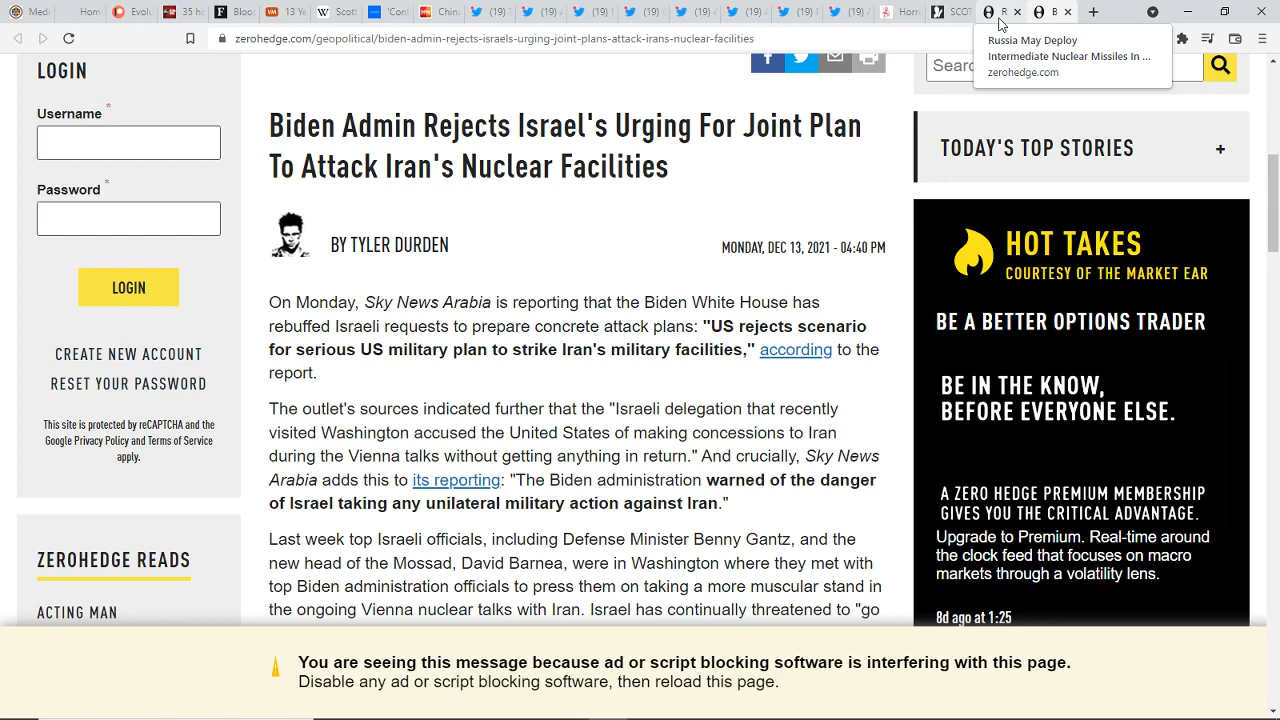 Hom
Evolu
35 ho
Block
13 Ye
Scott
'Conf
China
(19) T
(19) A
(19)
(19)
(19)
(19)
(19) A
(19) A
Horro
SCOT
R
B
zerohedge.com/geopolitical/biden-admin-rejects-israels-urging-joint-plans-attack-irans-nuclear-facilities
Russia May Deploy
Intermediate Nuclear Missiles In ...
zerohedge.com
LOGIN
Username *
Password *
LOGIN
CREATE NEW ACCOUNT
RESET YOUR PASSWORD
This site is protected by reCAPTCHA and the
Google Privacy Policy and Terms of Service
apply.
ZEROHEDGE READS
ACTING MAN
Biden Admin Rejects Israel's Urging For Joint Plan
To Attack Iran's Nuclear Facilities
BY TYLER DURDEN
MONDAY, DEC 13, 2021 - 04:40 PM
On Monday, Sky News Arabia is reporting that the Biden White House has
rebuffed Israeli requests to prepare concrete attack plans: "US rejects scenario
for serious US military plan to strike Iran's military facilities," according to the
report.
The outlet's sources indicated further that the "Israeli delegation that recently
visited Washington accused the United States of making concessions to Iran
during the Vienna talks without getting anything in return." And crucially, Sky News
Arabia adds this to its reporting: "The Biden administration warned of the danger
of Israel taking any unilateral military action against Iran."
Last week top Israeli officials, including Defense Minister Benny Gantz, and the
new head of the Mossad, David Barnea, were in Washington where they met with
top Biden administration officials to press them on taking a more muscular stand in
the ongoing Vienna nuclear talks with Iran. Israel has continually threatened to "go
Searc
TODAY'S TOP STORIES +
HOT TAKES
COURTESY OF THE MARKET EAR
BE A BETTER OPTIONS TRADER
BE IN THE KNOW,
BEFORE EVERYONE ELSE.
A ZERO HEDGE PREMIUM MEMBERSHIP
GIVES YOU THE CRITICAL ADVANTAGE.
Upgrade to Premium. Real-time around
the clock feed that focuses on macro
markets through a volatility lens.
8d ago at 1:25
You are seeing this message because ad or script blocking software is interfering with this page.
Disable any ad or script blocking software, then reload this page.